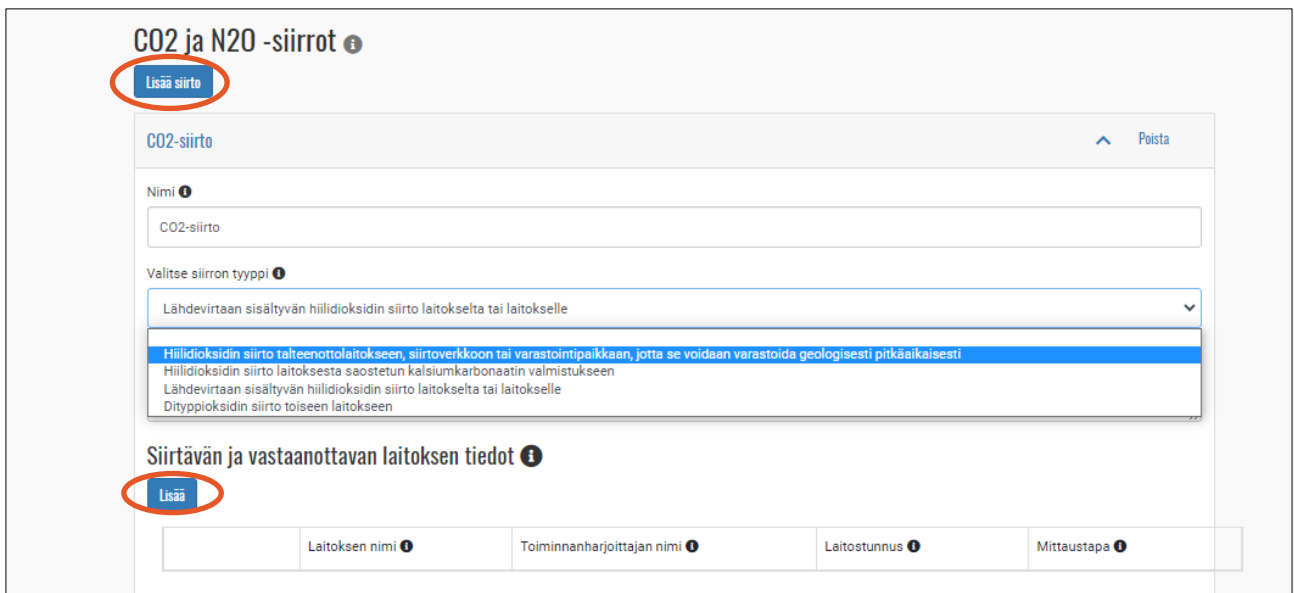 CO2 ja N2O -siirrot
Lisää siirto
CO2-siirto
Poista
Nimi
CO2-siirto
Valitse siirron tyyppi
Lähdevirtaan sisältyvän hiilidioksidin siirto laitokselta tai laitokselle
Hiilidioksidin siirto talteenottolaitokseen, siirtoverkkoon tai varastointipaikkaan, jotta se voidaan varastoida geologisesti pitkäaikaisesti
Hiilidioksidin siirto laitoksesta saostetun kalsiumkarbonaatin valmistukseen
Lähdevirtaan sisältyvän hiilidioksidin siirto laitokselta tai laitokselle
Dityppioksidin siirto toiseen laitokseen
Siirtävän ja vastaanottavan laitoksen tiedot
Lisää
Laitoksen nimi Toiminnanharjoittajan nimi Laitostunnus Mittaustapa